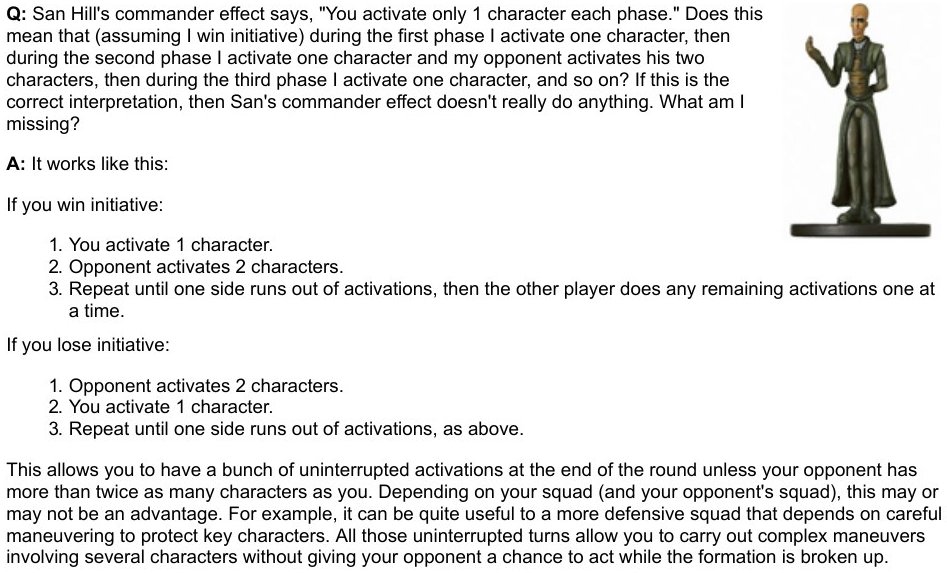 Q: San Hill's commander effect says, "You activate only 1 character each phase." Does this
mean that (assuming I win initiative) during the first phase I activate one character, then
during the second phase I activate one character and my opponent activates his two
characters, then during the third phase I activate one character, and so on? If this is the
correct interpretation, then San's commander effect doesn't really do anything. What am I
missing?
A: It works like this:
If you win initiative:
1. You activate 1 character.
2. Opponent activates 2 characters.
3. Repeat until one side runs out of activations, then the other player does any remaining activations one at
a time.
If you lose initiative:
1. Opponent activates 2 characters.
2. You activate 1 character.
3. Repeat until one side runs out of activations, as above.
This allows you to have a bunch of uninterrupted activations at the end of the round unless your opponent has
more than twice as many characters as you. Depending on your squad (and your opponent's squad), this may or
may not be an advantage. For example, it can be quite useful to a more defensive squad that depends on careful
maneuvering to protect key characters. All those uninterrupted turns allow you to carry out complex maneuvers
involving several characters without giving your opponent a chance to act while the formation is broken up.